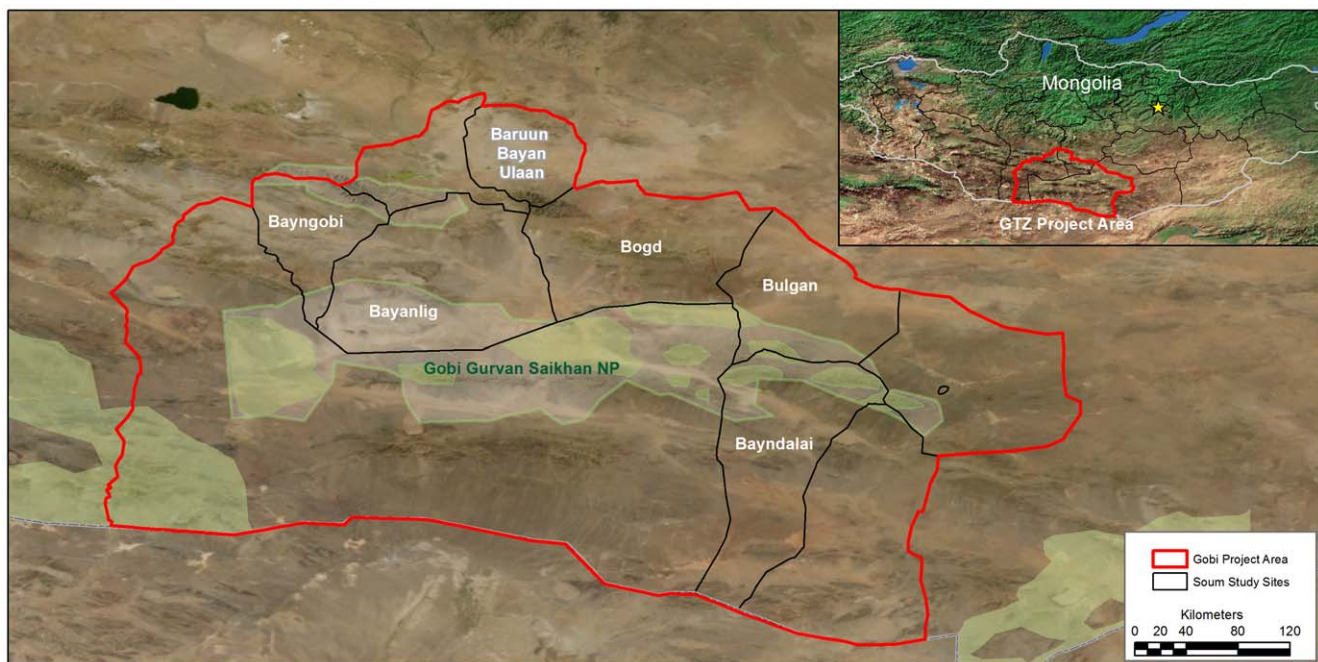 Mongolia
GTZ Project Area
Baruun
Bayan
Ulaan
Bayngobi
Bogd
Bulgan
Bayanlig
Gobi Gurvan Saikhan NP
Bayndalai
Gobi Project Area
Soum Study Sites
Kilometers
0 20 40 80 120